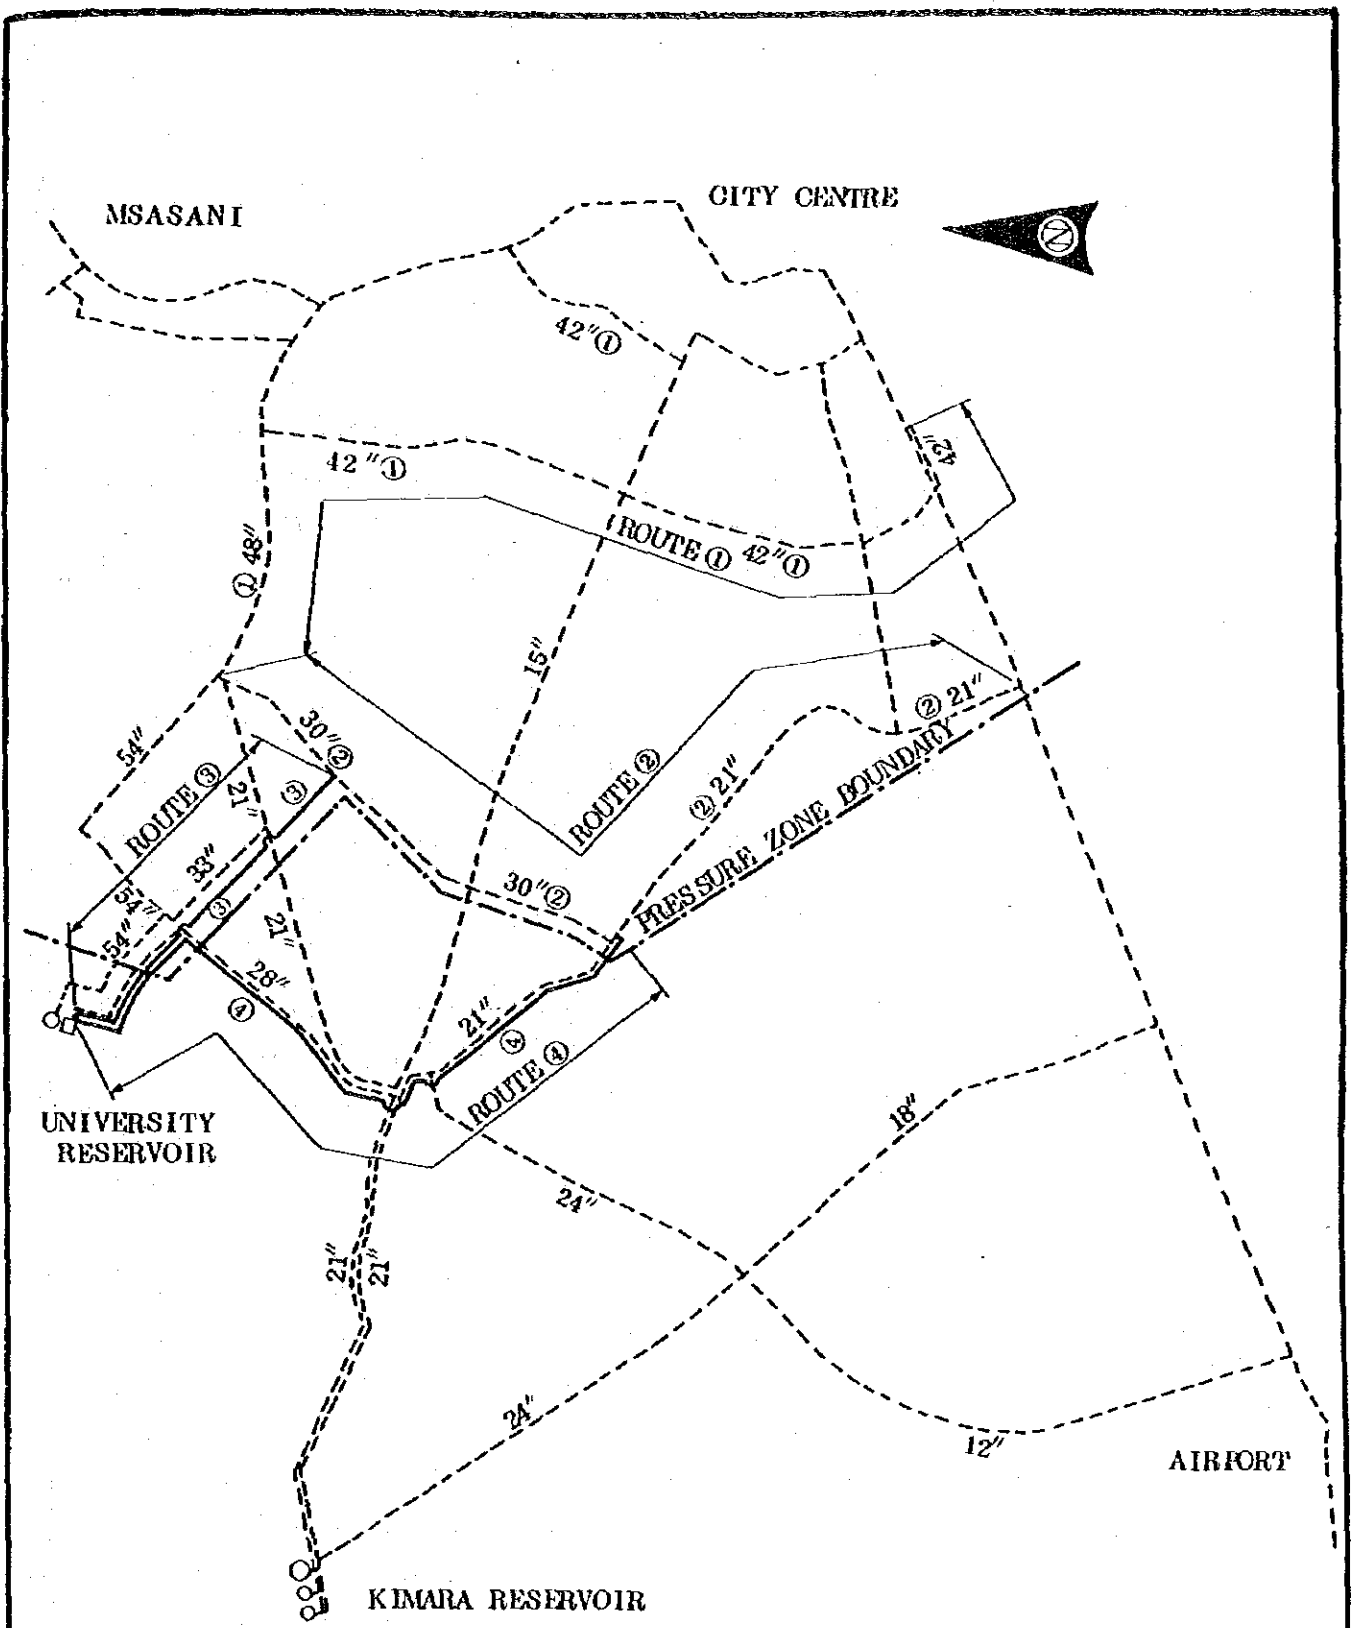 MSASANI
CITY CENTRE
N
42"①
42"
42"①
ROUTE ① 42"①
① 48"
15"
② 21"
54"
30"②
ROUTE ③
21"
③
ROUTE ②
② 21"
PRESSURE ZONE BOUNDARY
33"
54"
③
30"②
54"
21"
28"
④
21"
④
ROUTE ④
UNIVERSITY
RESERVOIR
18"
24"
21"
21"
24"
12"
AIRPORT
KIMARA RESERVOIR